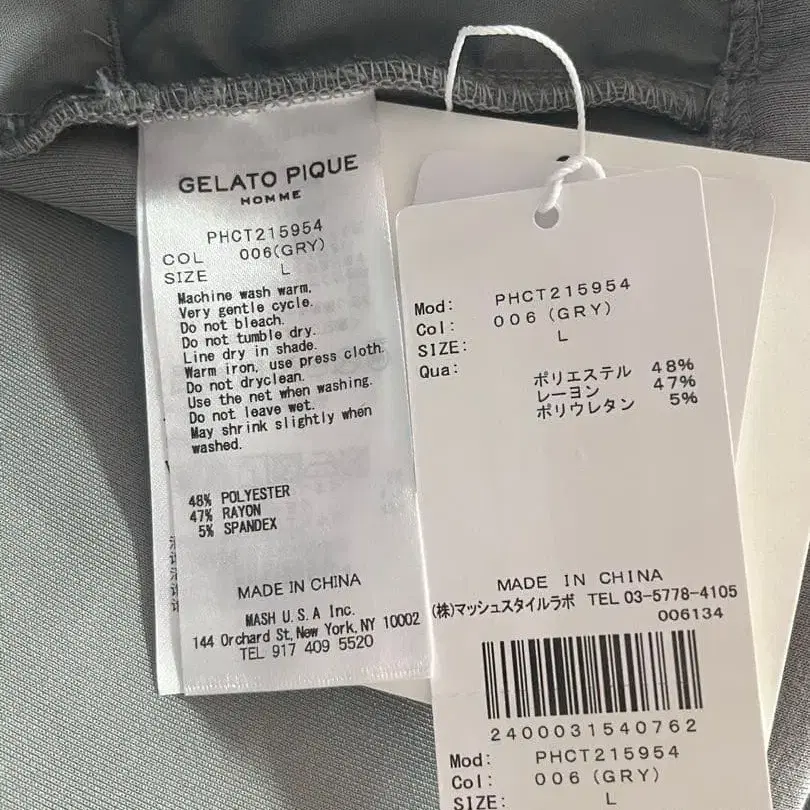 GELATO PIQUE
HOMME
PHCT215954
COL 006(GRY)
SIZE L
Machine wash warm.
Very gentle cycle.
Do not bleach.
Do not tumble dry.
Line dry in shade.
Warm iron, use press cloth.
Do not dryclean.
Use the net when washing.
Do not leave wet.
May shrink slightly when
washed.
48% POLYESTER
47% RAYON
5% SPANDEX
MADE IN CHINA
MASH U.S.A Inc.
144 Orchard St, New York, NY 10002
TEL 917 409 5520
Mod: PHCT215954
Col: 006 (GRY)
SIZE: L
Qua: ポリエステル 48%
レーヨン 47%
ポリウレタン 5%
MADE IN CHINA
(株)マッシュスタイルラボ TEL 03-5778-4105
006134
2400031540762
Mod: PHCT215954
Col: 006 (GRY)
SIZE: L